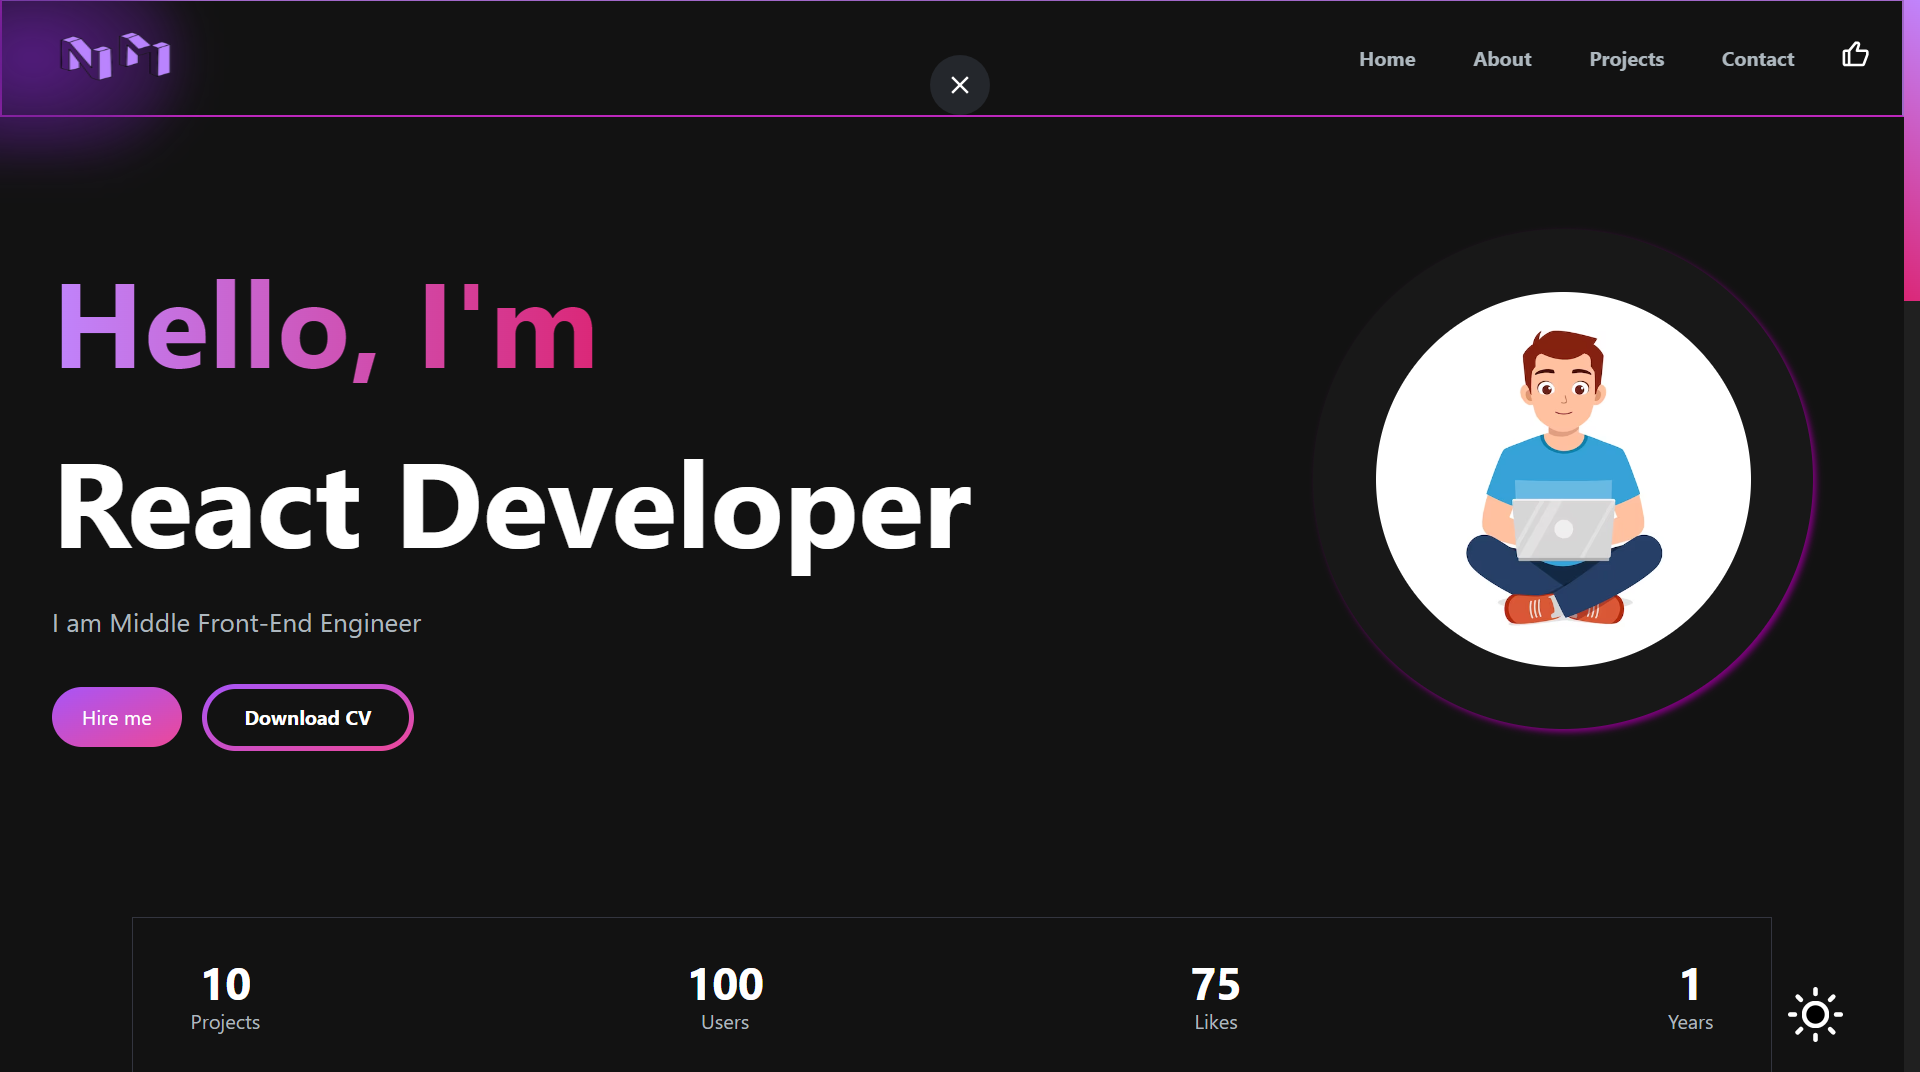 NM
Home
About
Projects
Contact
Hello, I'm
React Developer
I am Middle Front-End Engineer
Hire me
Download CV
10
Projects
100
Users
75
Likes
1
Years